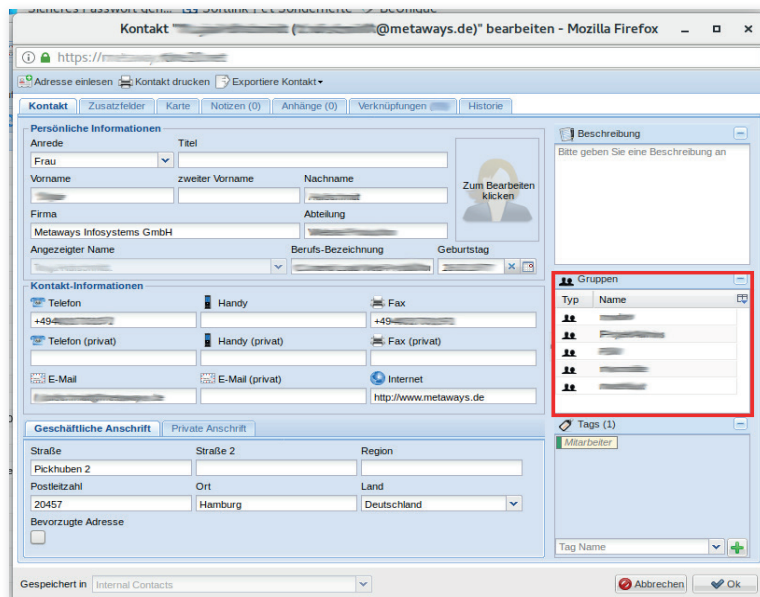 Kontakt " ( @metaways.de)" bearbeiten - Mozilla Firefox
https://
Adresse einlesen Kontakt drucken Exportiere Kontakt
Kontakt Zusatzfelder Karte Notizen (0) Anhänge (0) Verknüpfungen Historie
Persönliche Informationen
Anrede Titel
Frau
Vorname zweiter Vorname Nachname
Zum Bearbeiten
klicken
Firma Abteilung
Metaways Infosystems GmbH
Angezeigter Name Berufs-Bezeichnung Geburtstag
Kontakt-Informationen
Telefon Handy Fax
+494 +494
Telefon (privat) Handy (privat) Fax (privat)
E-Mail E-Mail (privat) Internet
http://www.metaways.de
Geschäftliche Anschrift Private Anschrift
Straße Straße 2 Region
Pickhuben 2
Postleitzahl Ort Land
20457 Hamburg Deutschland
Bevorzugte Adresse
Beschreibung
Bitte geben Sie eine Beschreibung an
Gruppen
Typ Name
Tags (1)
Mitarbeiter
Tag Name
Gespeichert in Internal Contacts Abbrechen Ok